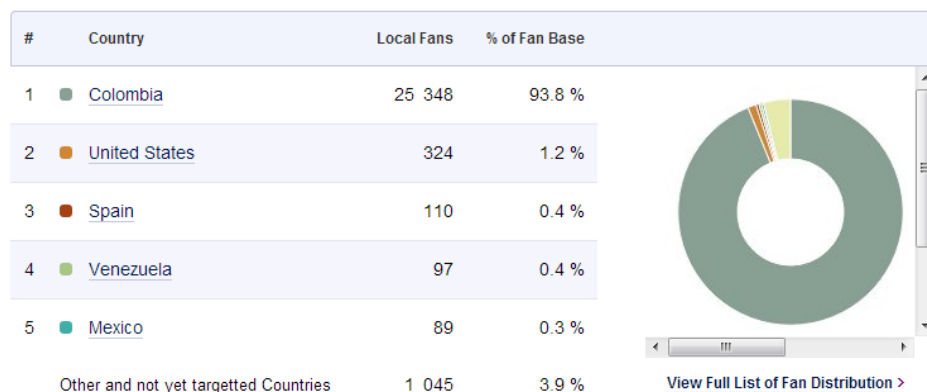 # Country Local Fans % of Fan Base
1 Colombia 25 348 93.8 %
2 United States 324 1.2 %
3 Spain 110 0.4 %
4 Venezuela 97 0.4 %
5 Mexico 89 0.3 %
Other and not yet targetted Countries 1 045 3.9 %
View Full List of Fan Distribution >